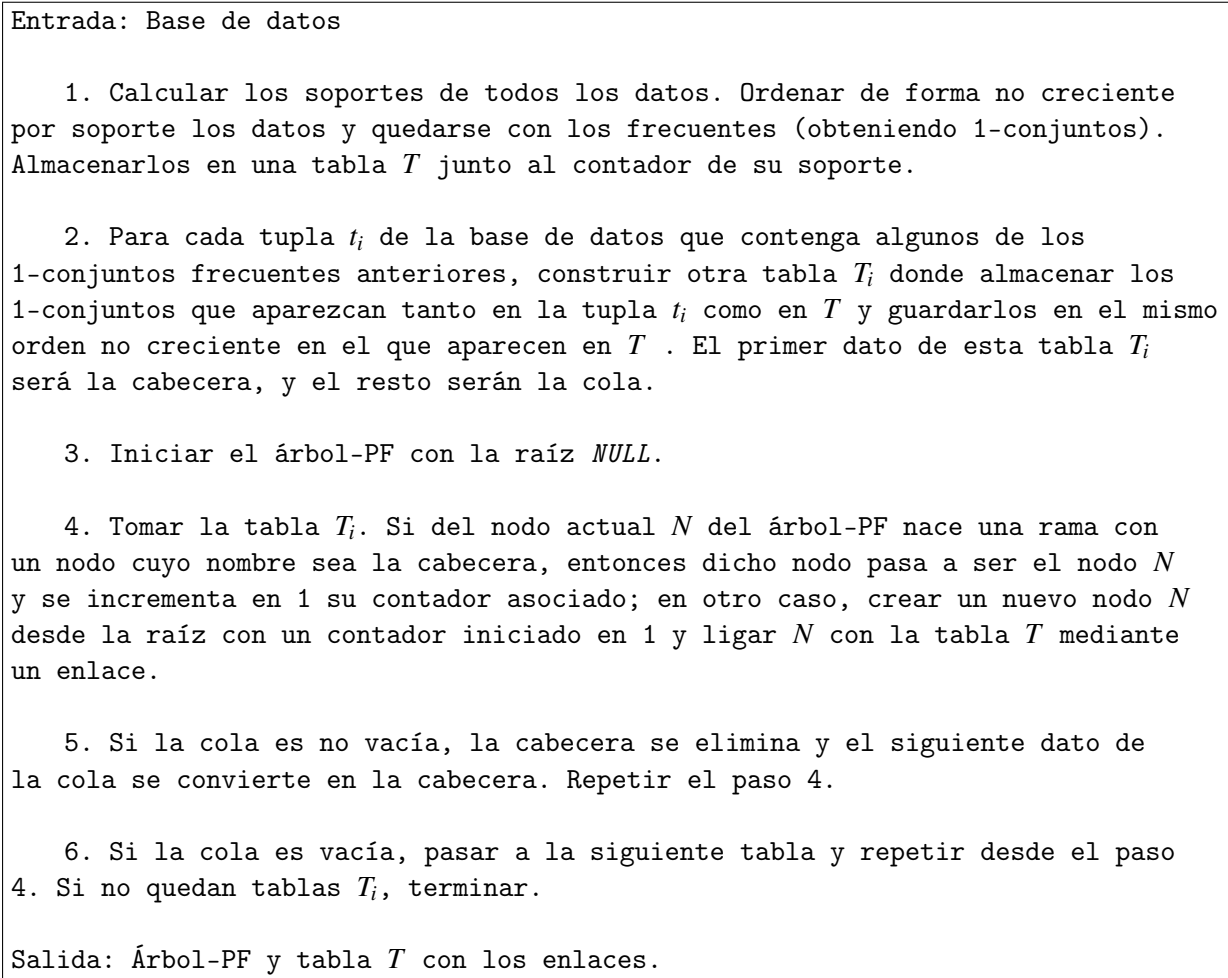 Entrada: Base de datos
1. Calcular los soportes de todos los datos. Ordenar de forma no creciente
por soporte los datos y quedarse con los frecuentes (obteniendo 1-conjuntos).
Almacenarlos en una tabla T junto al contador de su soporte.
2. Para cada tupla tᵢ de la base de datos que contenga algunos de los
1-conjuntos frecuentes anteriores, construir otra tabla Tᵢ donde almacenar los
1-conjuntos que aparezcan tanto en la tupla tᵢ como en T y guardarlos en el mismo
orden no creciente en el que aparecen en T . El primer dato de esta tabla Tᵢ
será la cabecera, y el resto serán la cola.
3. Iniciar el árbol-PF con la raíz NULL.
4. Tomar la tabla Tᵢ. Si del nodo actual N del árbol-PF nace una rama con
un nodo cuyo nombre sea la cabecera, entonces dicho nodo pasa a ser el nodo N
y se incrementa en 1 su contador asociado; en otro caso, crear un nuevo nodo N
desde la raíz con un contador iniciado en 1 y ligar N con la tabla T mediante
un enlace.
5. Si la cola es no vacía, la cabecera se elimina y el siguiente dato de
la cola se convierte en la cabecera. Repetir el paso 4.
6. Si la cola es vacía, pasar a la siguiente tabla y repetir desde el paso
4. Si no quedan tablas Tᵢ, terminar.
Salida: Árbol-PF y tabla T con los enlaces.